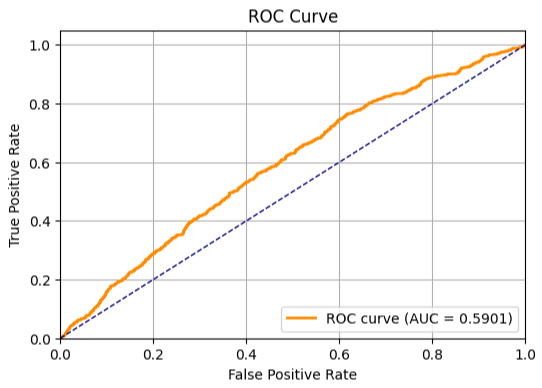 ROC Curve
1.0
0.8
0.6
0.4
0.2
0.0
True Positive Rate
ROC curve (AUC = 0.5901)
0.0 0.2 0.4 0.6 0.8 1.0
False Positive Rate